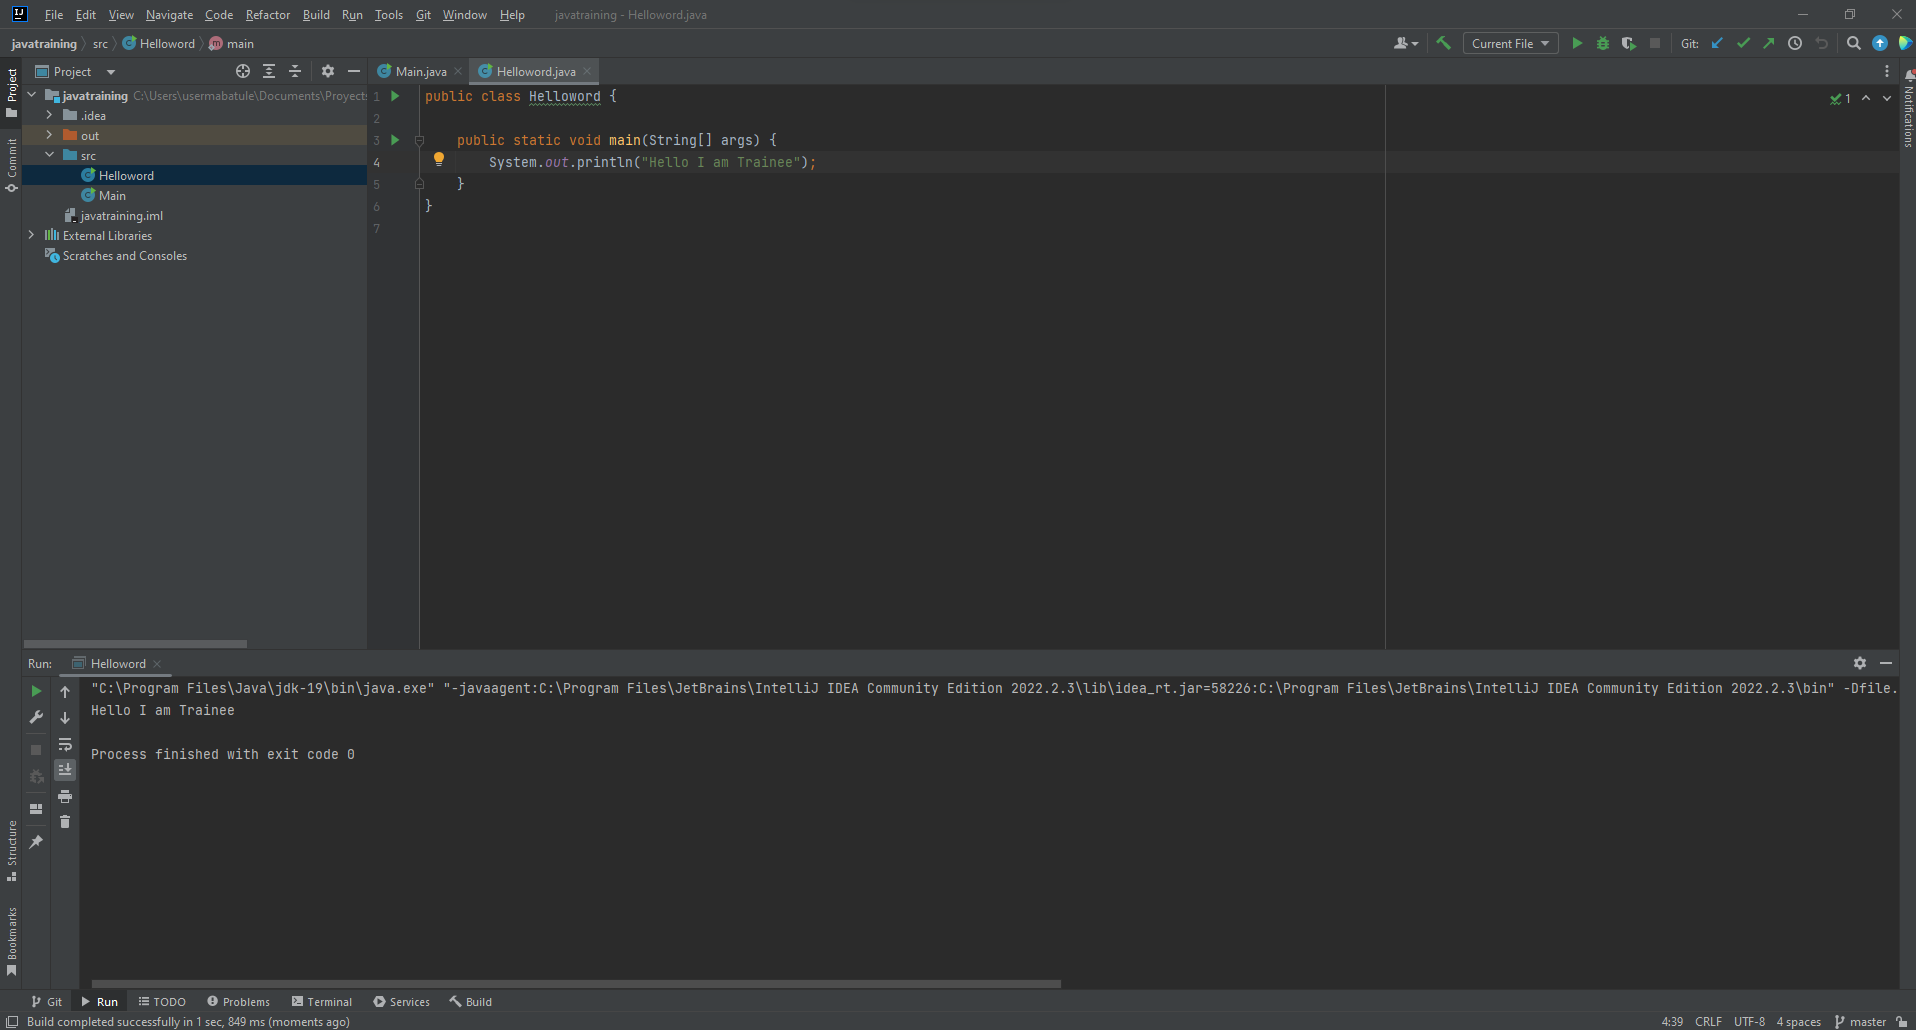 File Edit View Navigate Code Refactor Build Run Tools Git Window Help javatraining - Helloword.java
javatraining src Helloword main
Current File Git:
Project
Main.java Helloword.java
javatraining C:\Users\usermabatule\Documents\Proyect
.idea
out
src
Helloword
Main
javatraining.iml
External Libraries
Scratches and Consoles
1 public class Helloword {
2
3 public static void main(String[] args) {
4 System.out.println("Hello I am Trainee");
5 }
6 }
7
1
Project
Commit
Structure
Bookmarks
Notifications
Run: Helloword
"C:\Program Files\Java\jdk-19\bin\java.exe" "-javaagent:C:\Program Files\JetBrains\IntelliJ IDEA Community Edition 2022.2.3\lib\idea_rt.jar=58226:C:\Program Files\JetBrains\IntelliJ IDEA Community Edition 2022.2.3\bin" -Dfile.
Hello I am Trainee
Process finished with exit code 0
Git Run TODO Problems Terminal Services Build
Build completed successfully in 1 sec, 849 ms (moments ago) 4:39 CRLF UTF-8 4 spaces master